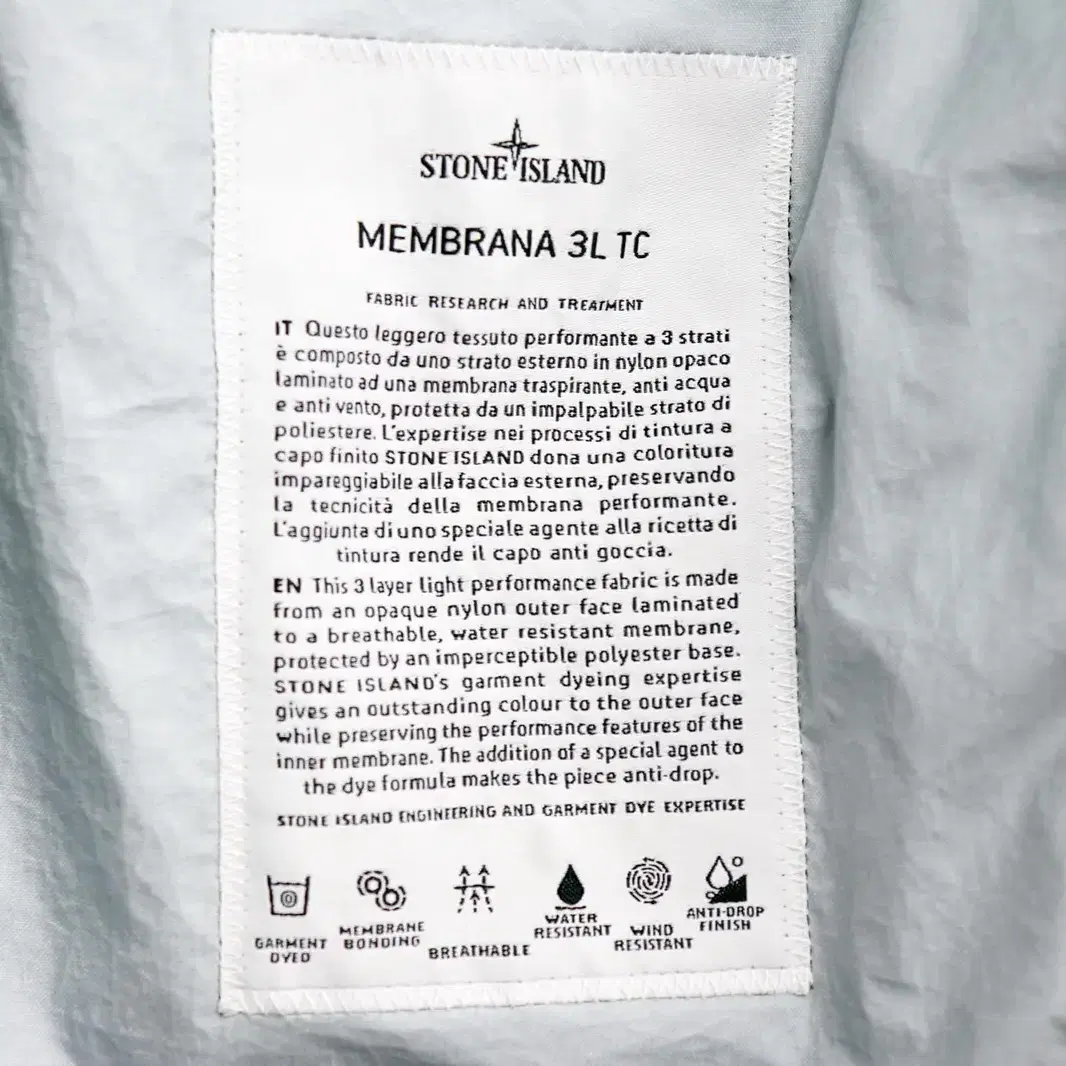 STONE ISLAND
MEMBRANA 3L TC
FABRIC RESEARCH AND TREATMENT
IT Questo leggero tessuto performante a 3 strati
è composto da uno strato esterno in nylon opaco
laminato ad una membrana traspirante, anti acqua
e anti vento, protetta da un impalpabile strato di
poliestere. L'expertise nei processi di tintura a
capo finito STONE ISLAND dona una coloritura
impareggiabile alla faccia esterna, preservando
la tecnicità della membrana performante.
L'aggiunta di uno speciale agente alla ricetta di
tintura rende il capo anti goccia.
EN This 3 layer light performance fabric is made
from an opaque nylon outer face laminated
to a breathable, water resistant membrane,
protected by an imperceptible polyester base.
STONE ISLAND's garment dyeing expertise
gives an outstanding colour to the outer face
while preserving the performance features of the
inner membrane. The addition of a special agent to
the dye formula makes the piece anti-drop.
STONE ISLAND ENGINEERING AND GARMENT DYE EXPERTISE
GARMENT
DYED
MEMBRANE
BONDING
BREATHABLE
WATER
RESISTANT
WIND
RESISTANT
ANTI-DROP
FINISH